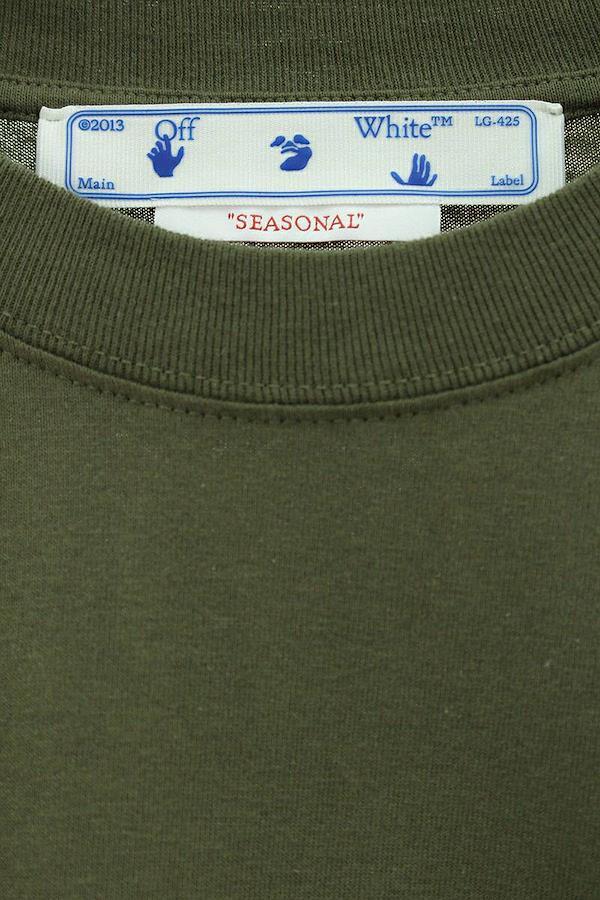 ©2013 Off White™ LG-425
Main Label
"SEASONAL"